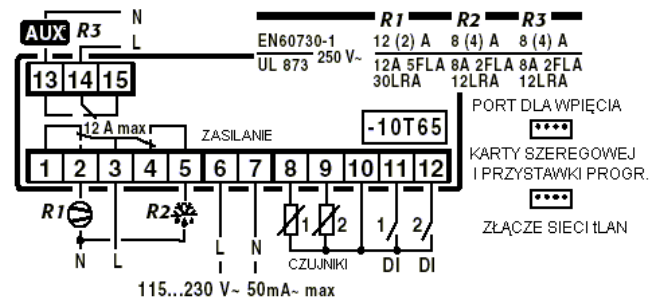 N R1 R2 R3
AUX R3 L EN60730-1 250 V~ 12 (2) A 8 (4) A 8 (4) A
UL 873 12A 5FLA 8A 2FLA 8A 2FLA
30LRA 12LRA 12LRA
13 14 15
PORT DLA WPIĘCIA
12 A max ZASILANIE -10T65
KARTY SZEREGOWEJ
I PRZYSTAWKI PROGR.
1 2 3 4 5 6 7 8 9 10 11 12
R1 R2 1 2 1 2
ZŁĄCZE SIECI tLAN
N L L N CZUJNIKI DI DI
115...230 V~ 50mA~ max